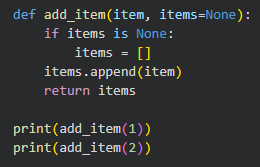 def add_item(item, items=None):
    if items is None:
        items = []
    items.append(item)
    return items

print(add_item(1))
print(add_item(2))